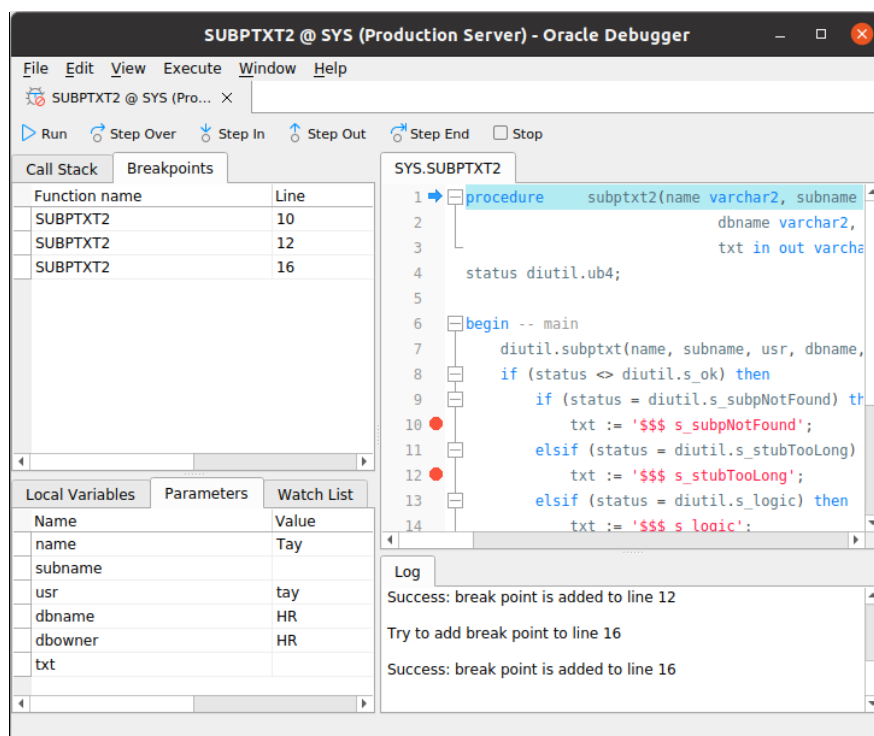 SUBPTXT2 @ SYS (Production Server) - Oracle Debugger
File Edit View Execute Window Help
SUBPTXT2 @ SYS (Pro...
Run Step Over Step In Step Out Step End Stop
Call Stack Breakpoints
Function name Line
SUBPTXT2 10
SUBPTXT2 12
SUBPTXT2 16
Local Variables Parameters Watch List
Name Value
name Tay
subname
usr tay
dbname HR
dbowner HR
txt
SYS.SUBPTXT2
1 procedure subptxt2(name varchar2, subname
2 dbname varchar2,
3 txt in out varcha
4 status diutil.ub4;
5
6 begin -- main
7 diutil.subptxt(name, subname, usr, dbname,
8 if (status <> diutil.s_ok) then
9 if (status = diutil.s_subpNotFound) th
10 txt := '$$$ s_subpNotFound';
11 elsif (status = diutil.s_stubTooLong)
12 txt := '$$$ s_stubTooLong';
13 elsif (status = diutil.s_logic) then
14 txt := '$$$ s_logic';
Log
Success: break point is added to line 12
Try to add break point to line 16
Success: break point is added to line 16